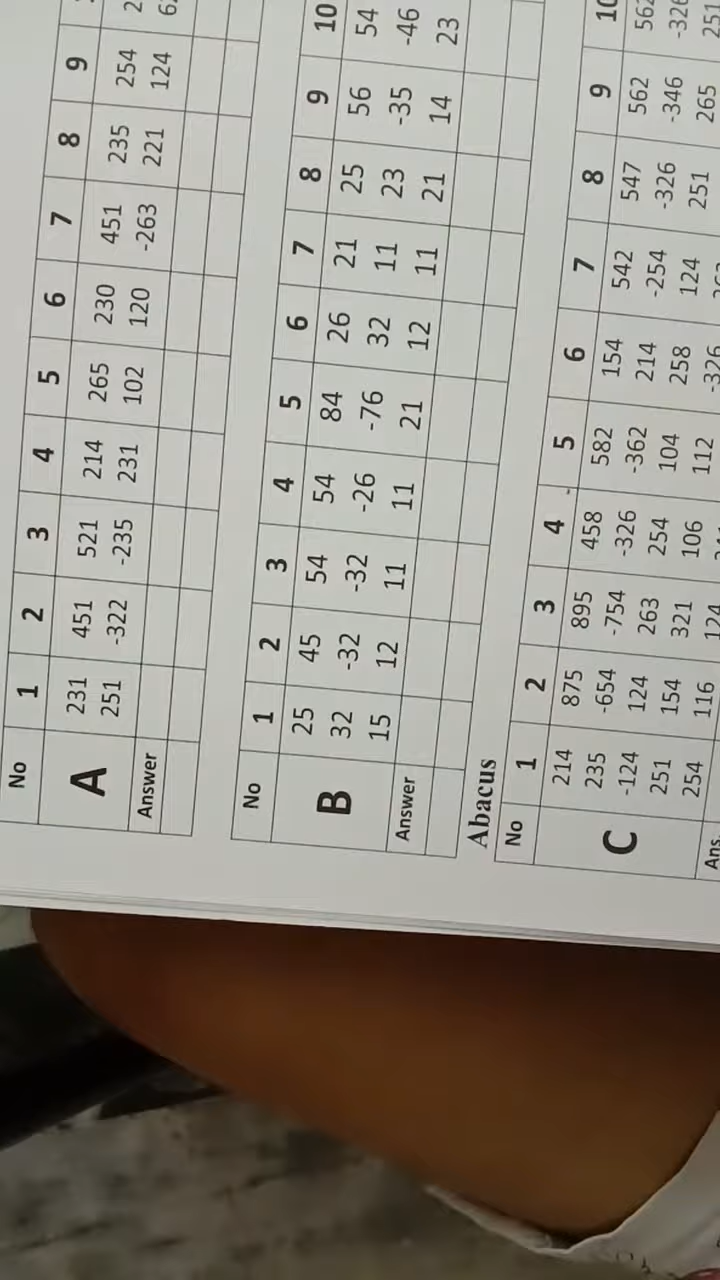 No 1 2 3 4 5 6 7 8 9
A 231 451 521 214 265 230 451 235 254
251 -322 -235 231 102 120 -263 221 124
Answer
No 1 2 3 4 5 6 7 8 9 10
B 25 45 54 54 84 26 21 25 56 54
32 -32 -32 -26 -76 32 11 23 -35 -46
15 12 11 11 21 12 11 21 14 23
Answer
Abacus
No 1 2 3 4 5 6 7 8 9 10
C 214 875 895 458 582 154 542 547 562 562
235 -654 -754 -326 -362 214 -254 -326 -346 -326
-124 124 263 254 104 258 124 251 265 251
251 154 321 106 112 -326
254 116 124
Ans.